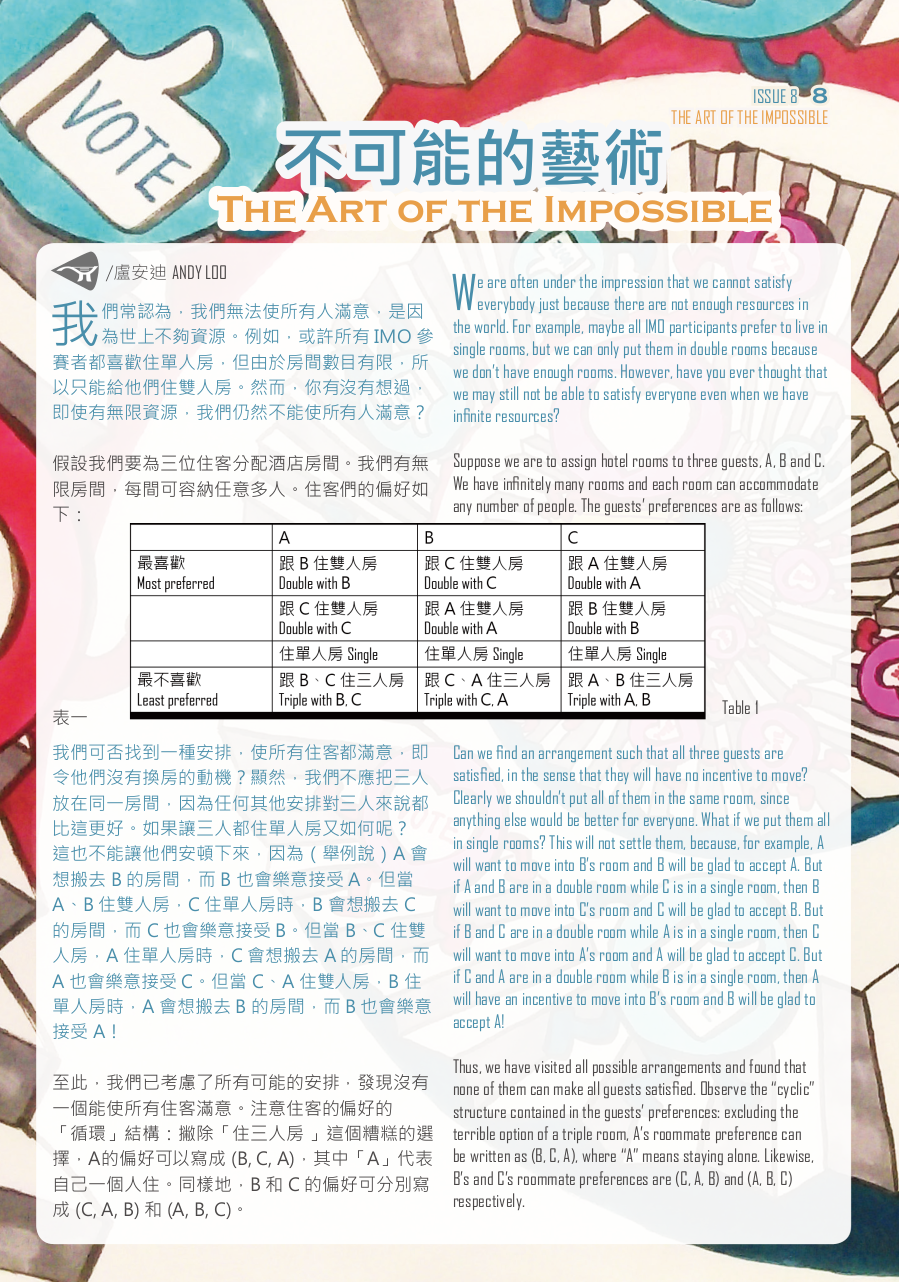 VOTE
ISSUE 8 8
THE ART OF THE IMPOSSIBLE
不可能的藝術
THE ART OF THE IMPOSSIBLE
/盧安迪 ANDY LOO
我們常認為，我們無法使所有人滿意，是因
為世上不夠資源。例如，或許所有 IMO 參
賽者都喜歡住單人房，但由於房間數目有限，所
以只能給他們住雙人房。然而，你有沒有想過，
即使有無限資源，我們仍然不能使所有人滿意？
假設我們要為三位住客分配酒店房間。我們有無
限房間，每間可容納任意多人。住客們的偏好如
下：
We are often under the impression that we cannot satisfy
everybody just because there are not enough resources in
the world. For example, maybe all IMO participants prefer to live in
single rooms, but we can only put them in double rooms because
we don't have enough rooms. However, have you ever thought that
we may still not be able to satisfy everyone even when we have
infinite resources?
Suppose we are to assign hotel rooms to three guests, A, B and C.
We have infinitely many rooms and each room can accommodate
any number of people. The guests' preferences are as follows:
A B C
最喜歡 跟 B 住雙人房 跟 C 住雙人房 跟 A 住雙人房
Most preferred Double with B Double with C Double with A
跟 C 住雙人房 跟 A 住雙人房 跟 B 住雙人房
Double with C Double with A Double with B
住單人房 Single 住單人房 Single 住單人房 Single
最不喜歡 跟 B、C 住三人房 跟 C、A 住三人房 跟 A、B 住三人房
Least preferred Triple with B, C Triple with C, A Triple with A, B
表一
Table 1
我們可否找到一種安排，使所有住客都滿意，即
令他們沒有換房的動機？顯然，我們不應把三人
放在同一房間，因為任何其他安排對三人來說都
比這更好。如果讓三人都住單人房又如何呢？
這也不能讓他們安頓下來，因為（舉例說）A 會
想搬去 B 的房間，而 B 也會樂意接受 A。但當
A、B 住雙人房，C 住單人房時，B 會想搬去 C
的房間，而 C 也會樂意接受 B。但當 B、C 住雙
人房，A 住單人房時，C 會想搬去 A 的房間，而
A 也會樂意接受 C。但當 C、A 住雙人房，B 住
單人房時，A 會想搬去 B 的房間，而 B 也會樂意
接受 A！
至此，我們已考慮了所有可能的安排，發現沒有
一個能使所有住客滿意。注意住客的偏好的
「循環」結構：撇除「住三人房 」這個糟糕的選
擇，A的偏好可以寫成 (B, C, A)，其中「A」代表
自己一個人住。同樣地，B 和 C 的偏好可分別寫
成 (C, A, B) 和 (A, B, C)。
Can we find an arrangement such that all three guests are
satisfied, in the sense that they will have no incentive to move?
Clearly we shouldn't put all of them in the same room, since
anything else would be better for everyone. What if we put them all
in single rooms? This will not settle them, because, for example, A
will want to move into B's room and B will be glad to accept A. But
if A and B are in a double room while C is in a single room, then B
will want to move into C's room and C will be glad to accept B. But
if B and C are in a double room while A is in a single room, then C
will want to move into A's room and A will be glad to accept C. But
if C and A are in a double room while B is in a single room, then A
will have an incentive to move into B's room and B will be glad to
accept A!
Thus, we have visited all possible arrangements and found that
none of them can make all guests satisfied. Observe the “cyclic”
structure contained in the guests' preferences: excluding the
terrible option of a triple room, A's roommate preference can
be written as (B, C, A), where “A” means staying alone. Likewise,
B's and C's roommate preferences are (C, A, B) and (A, B, C)
respectively.